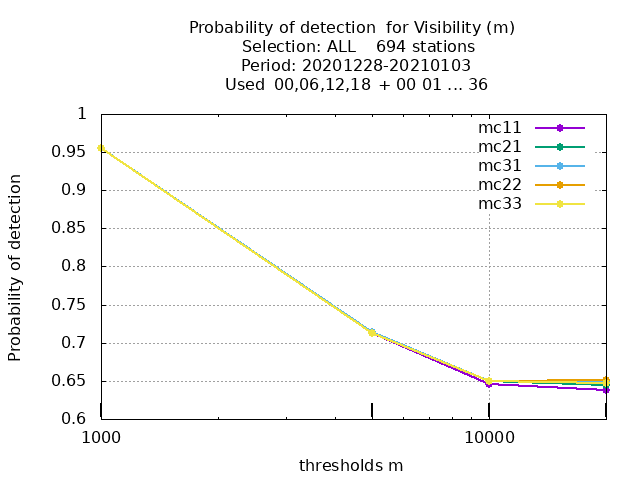 Probability of detection  for Visibility (m)
Selection: ALL    694 stations
Period: 20201228-20210103
Used  00,06,12,18  + 00 01 ... 36
1
0.95
0.9
0.85
0.8
0.75
0.7
0.65
0.6
Probability of detection
mc11
mc21
mc31
mc22
mc33
1000
10000
thresholds m